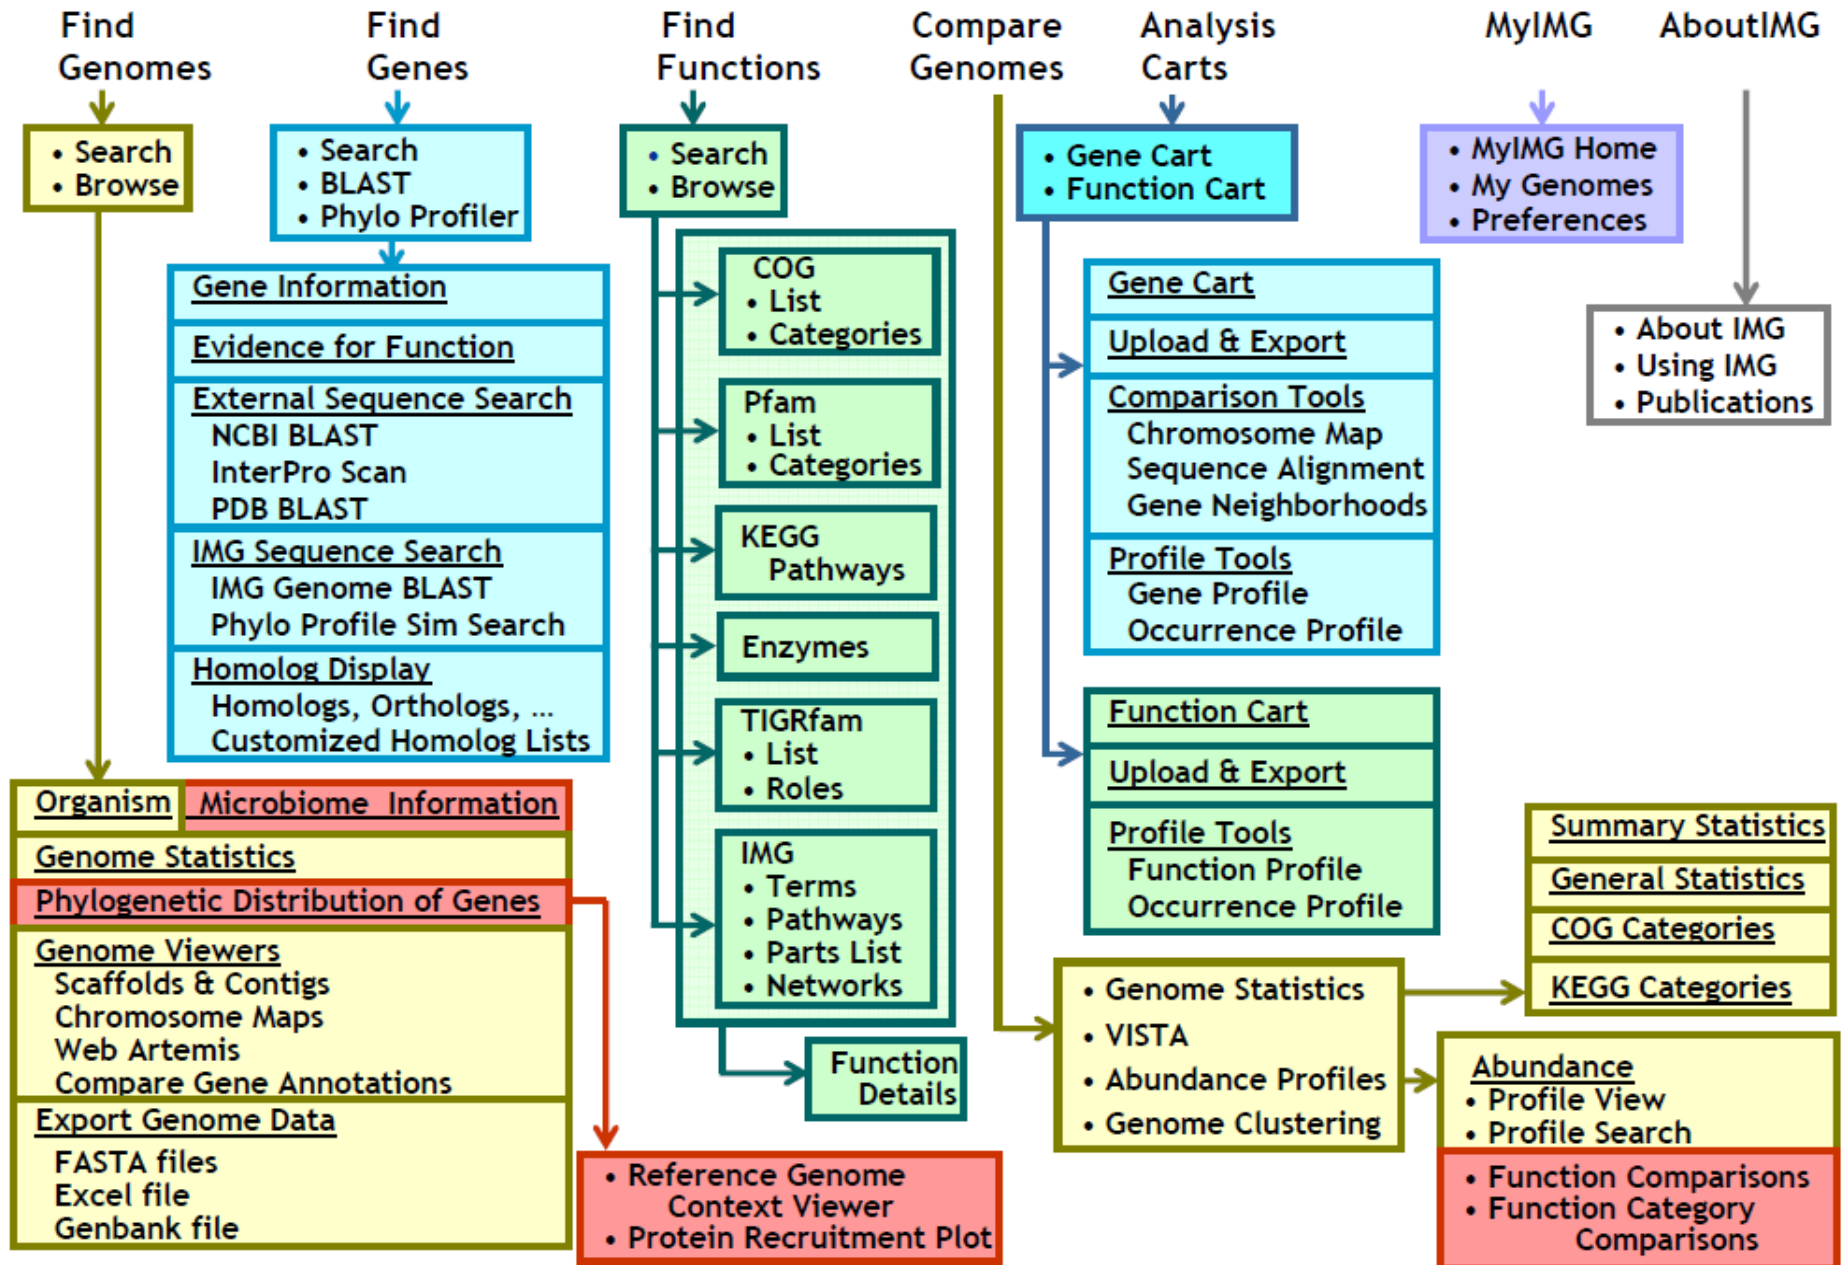 Find
Genomes
Find
Genes
Find
Functions
Compare
Genomes
Analysis
Carts
MyIMG
AboutIMG
• Search
• Browse
• Search
• BLAST
• Phylo Profiler
• Search
• Browse
• Gene Cart
• Function Cart
• MyIMG Home
• My Genomes
• Preferences
• About IMG
• Using IMG
• Publications
Gene Information
Evidence for Function
External Sequence Search
NCBI BLAST
InterPro Scan
PDB BLAST
IMG Sequence Search
IMG Genome BLAST
Phylo Profile Sim Search
Homolog Display
Homologs, Orthologs, ...
Customized Homolog Lists
COG
• List
• Categories
Pfam
• List
• Categories
KEGG
Pathways
Enzymes
TIGRfam
• List
• Roles
IMG
• Terms
• Pathways
• Parts List
• Networks
Function
Details
Gene Cart
Upload & Export
Comparison Tools
Chromosome Map
Sequence Alignment
Gene Neighborhoods
Profile Tools
Gene Profile
Occurrence Profile
Function Cart
Upload & Export
Profile Tools
Function Profile
Occurrence Profile
Organism Microbiome Information
Genome Statistics
Phylogenetic Distribution of Genes
Genome Viewers
Scaffolds & Contigs
Chromosome Maps
Web Artemis
Compare Gene Annotations
Export Genome Data
FASTA files
Excel file
Genbank file
• Reference Genome
Context Viewer
• Protein Recruitment Plot
• Genome Statistics
• VISTA
• Abundance Profiles
• Genome Clustering
Summary Statistics
General Statistics
COG Categories
KEGG Categories
Abundance
• Profile View
• Profile Search
• Function Comparisons
• Function Category
Comparisons